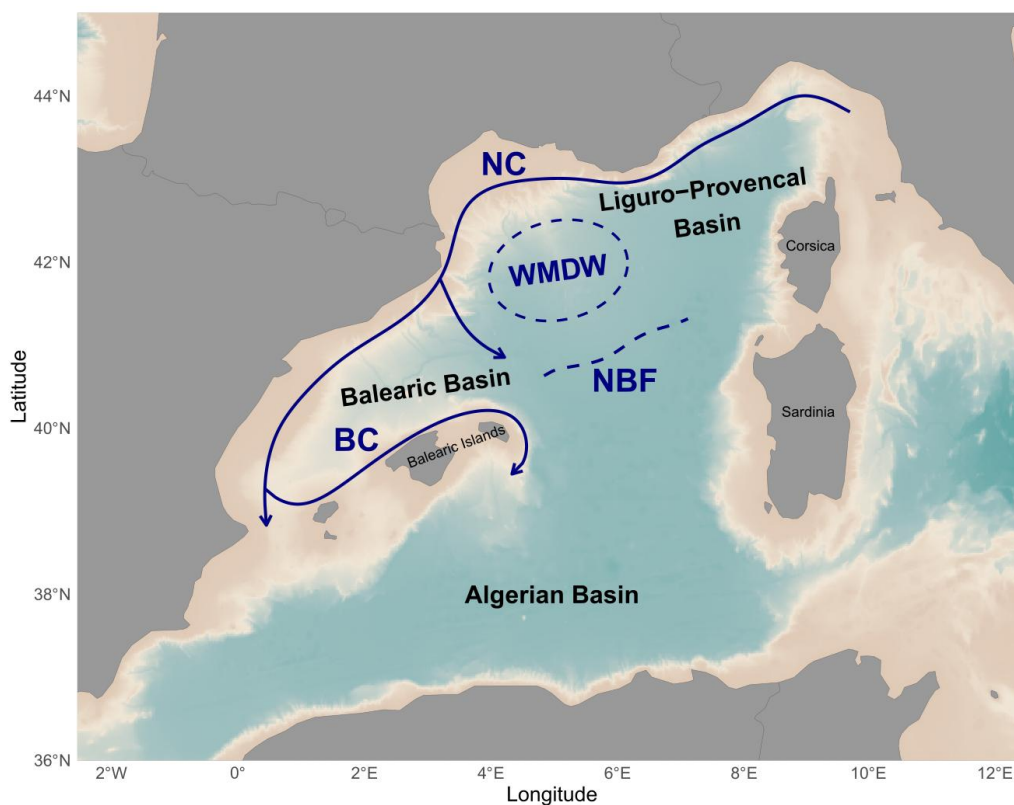 44°N
NC
Liguro−Provencal
Basin
Corsica
42°N
WMDW
Latitude
Balearic Basin
NBF
Sardinia
40°N
BC
Balearic Islands
38°N
Algerian Basin
36°N
2°W
0°
2°E
4°E
6°E
8°E
10°E
12°E
Longitude